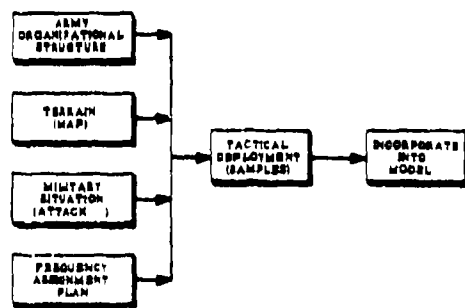 ARMY
ORGANIZATIONAL
STRUCTURE
TERRAIN
(MAP)
MILITARY
SITUATION
(ATTACK )
FREQUENCY
ASSIGNMENT
PLAN
TACTICAL
DEPLOYMENT
(SAMPLES)
INCORPORATE
INTO
MODEL